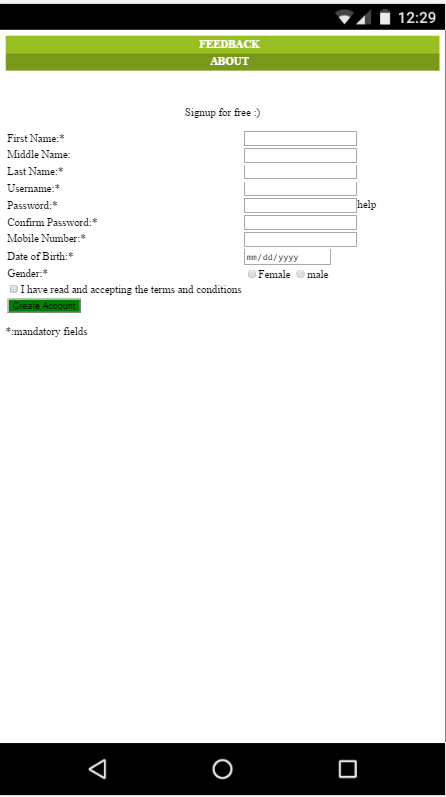 12:29
FEEDBACK
ABOUT
Signup for free :)
First Name:*
Middle Name:
Last Name:*
Username:*
Password:* help
Confirm Password:*
Mobile Number:*
Date of Birth:* mm/dd/yyyy
Gender:* Female male
I have read and accepting the terms and conditions
Create Account
*:mandatory fields